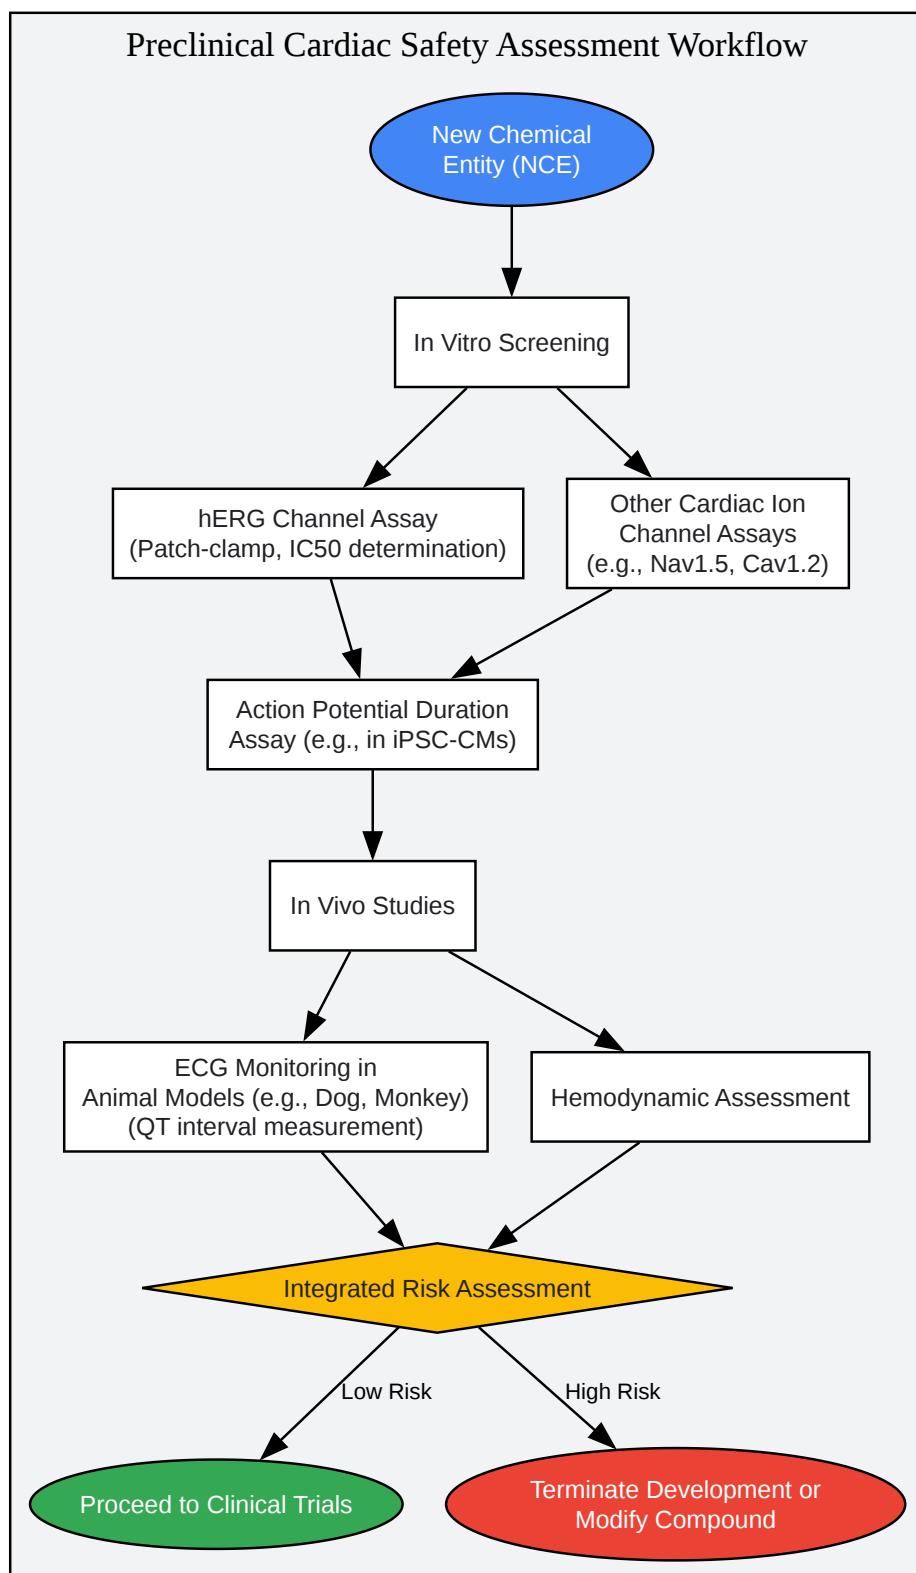 Preclinical Cardiac Safety Assessment Workflow
New Chemical
Entity (NCE)
In Vitro Screening
hERG Channel Assay
(Patch-clamp, IC50 determination)
Other Cardiac Ion
Channel Assays
(e.g., Nav1.5, Cav1.2)
Action Potential Duration
Assay (e.g., in iPSC-CMs)
In Vivo Studies
ECG Monitoring in
Animal Models (e.g., Dog, Monkey)
(QT interval measurement)
Hemodynamic Assessment
Integrated Risk Assessment
Low Risk
High Risk
Proceed to Clinical Trials
Terminate Development or
Modify Compound